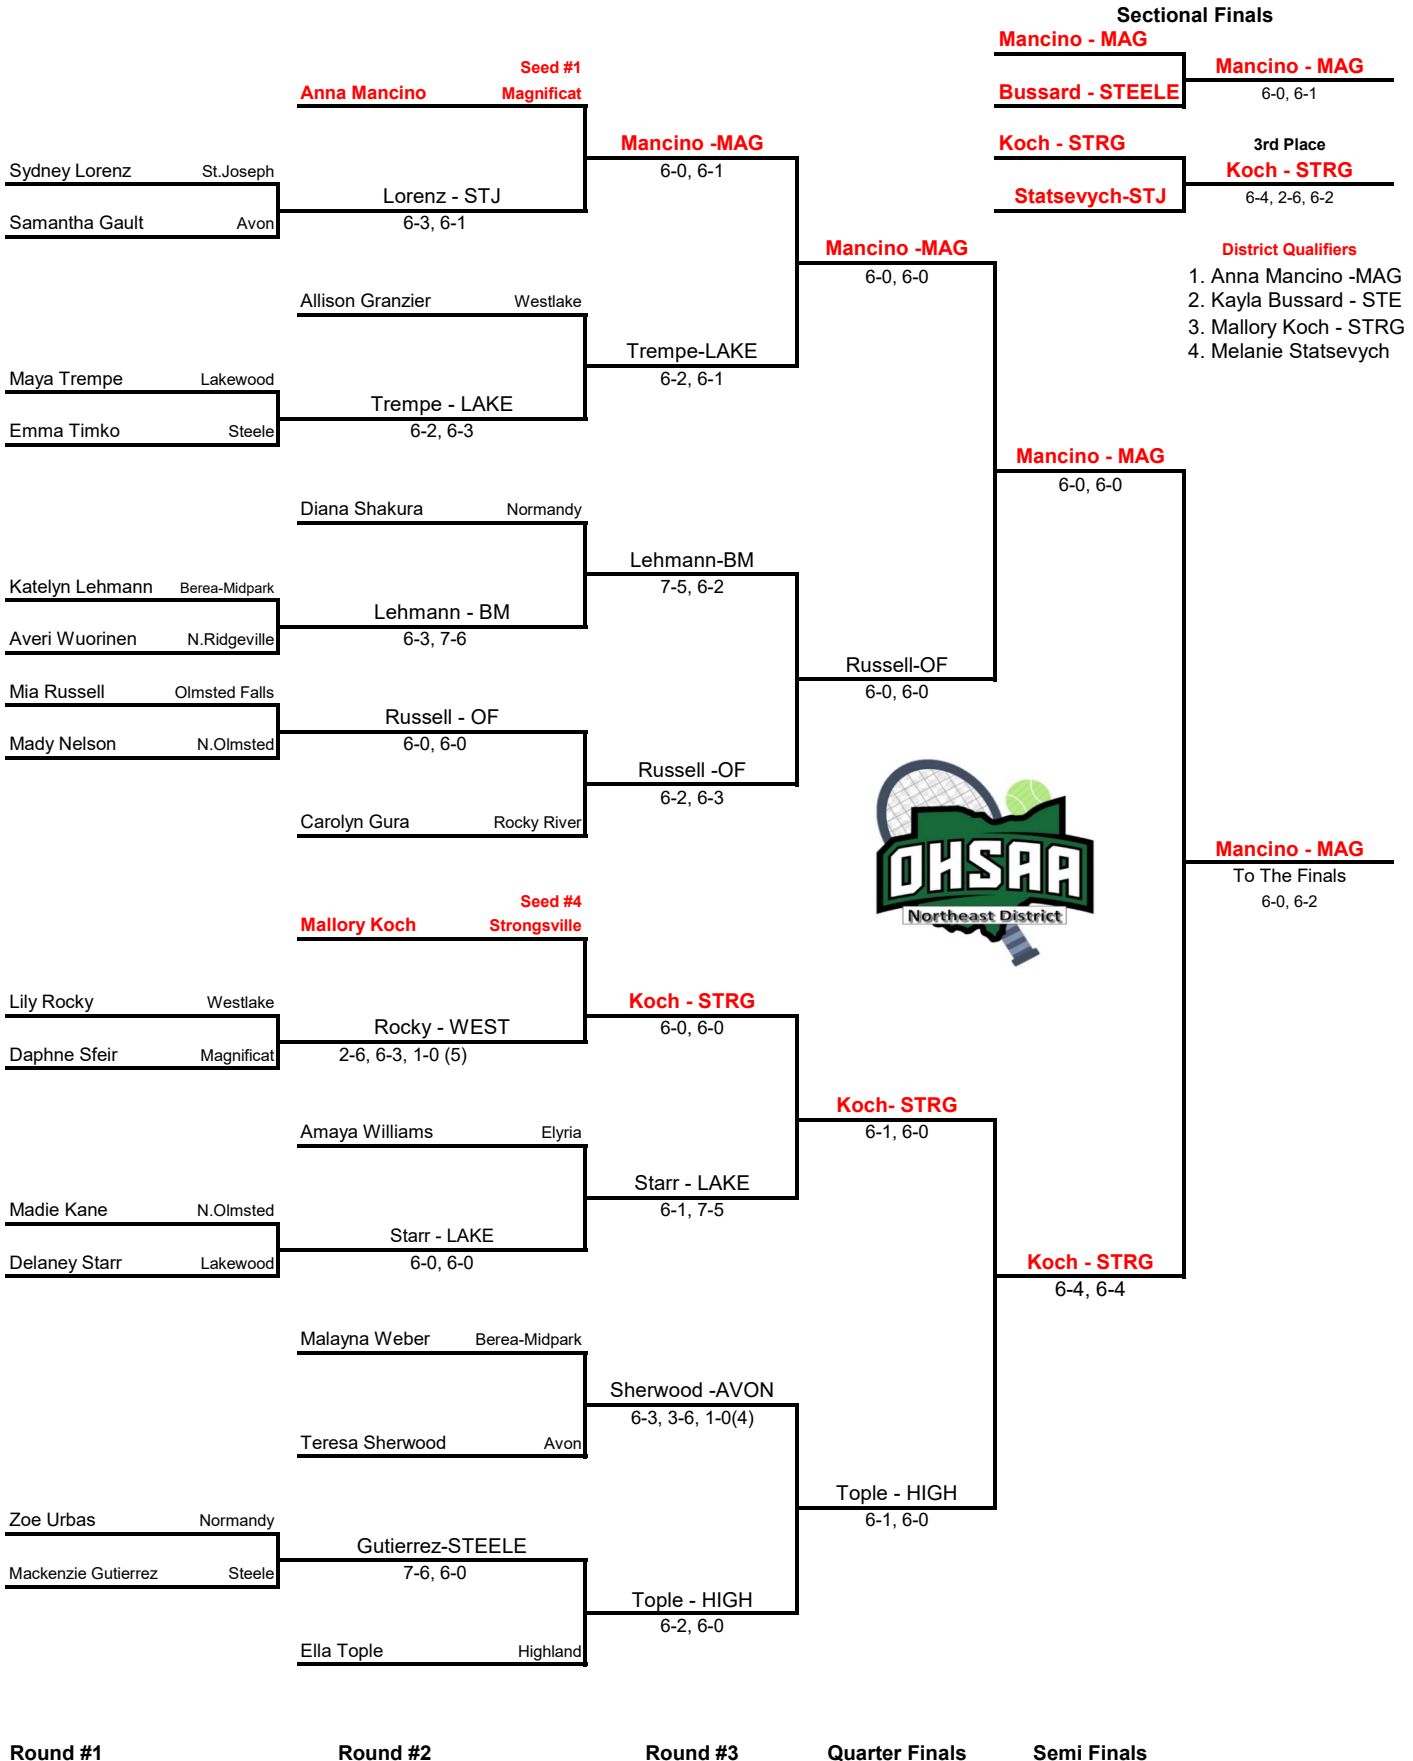 Sectional Finals
Mancino - MAG
Mancino - MAG
Bussard - STEELE
6-0, 6-1
Koch - STRG
3rd Place
Koch - STRG
Statsevych-STJ
6-4, 2-6, 6-2
District Qualifiers
1. Anna Mancino -MAG
2. Kayla Bussard - STE
3. Mallory Koch - STRG
4. Melanie Statsevych
Seed #1
Anna Mancino Magnificat
Mancino -MAG
6-0, 6-1
Sydney Lorenz St.Joseph
Lorenz - STJ
Samantha Gault Avon
6-3, 6-1
Mancino -MAG
6-0, 6-0
Allison Granzier Westlake
Trempe-LAKE
6-2, 6-1
Maya Trempe Lakewood
Trempe - LAKE
Emma Timko Steele
6-2, 6-3
Mancino - MAG
6-0, 6-0
Diana Shakura Normandy
Lehmann-BM
7-5, 6-2
Katelyn Lehmann Berea-Midpark
Lehmann - BM
Averi Wuorinen N.Ridgeville
6-3, 7-6
Russell-OF
6-0, 6-0
Mia Russell Olmsted Falls
Russell - OF
Mady Nelson N.Olmsted
6-0, 6-0
Russell -OF
6-2, 6-3
Carolyn Gura Rocky River
OHSAA
Northeast District
Mancino - MAG
To The Finals
6-0, 6-2
Seed #4
Mallory Koch Strongsville
Koch - STRG
6-0, 6-0
Lily Rocky Westlake
Rocky - WEST
Daphne Sfeir Magnificat
2-6, 6-3, 1-0 (5)
Koch- STRG
6-1, 6-0
Amaya Williams Elyria
Starr - LAKE
6-1, 7-5
Madie Kane N.Olmsted
Starr - LAKE
Delaney Starr Lakewood
6-0, 6-0
Koch - STRG
6-4, 6-4
Malayna Weber Berea-Midpark
Sherwood -AVON
6-3, 3-6, 1-0(4)
Teresa Sherwood Avon
Tople - HIGH
6-1, 6-0
Zoe Urbas Normandy
Gutierrez-STEELE
Mackenzie Gutierrez Steele
7-6, 6-0
Tople - HIGH
6-2, 6-0
Ella Tople Highland
Round #1 Round #2 Round #3 Quarter Finals Semi Finals